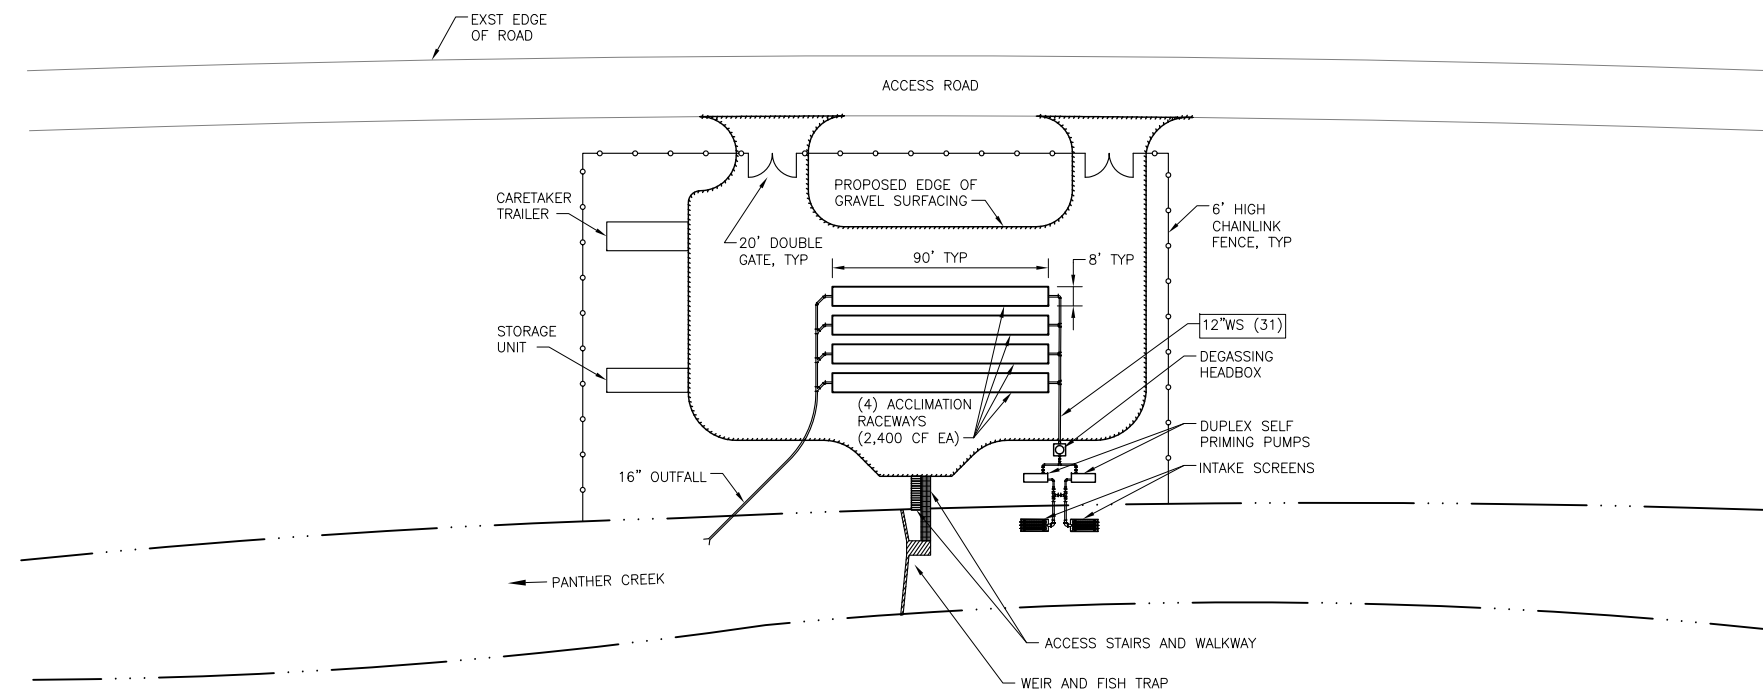 EXST EDGE
OF ROAD
ACCESS ROAD
CARETAKER
TRAILER
PROPOSED EDGE OF
GRAVEL SURFACING
6' HIGH
CHAINLINK
FENCE, TYP
20' DOUBLE
GATE, TYP
90' TYP
8' TYP
STORAGE
UNIT
12"WS (31)
DEGASSING
HEADBOX
(4) ACCLIMATION
RACEWAYS
(2,400 CF EA)
DUPLEX SELF
PRIMING PUMPS
INTAKE SCREENS
16" OUTFALL
PANTHER CREEK
ACCESS STAIRS AND WALKWAY
WEIR AND FISH TRAP